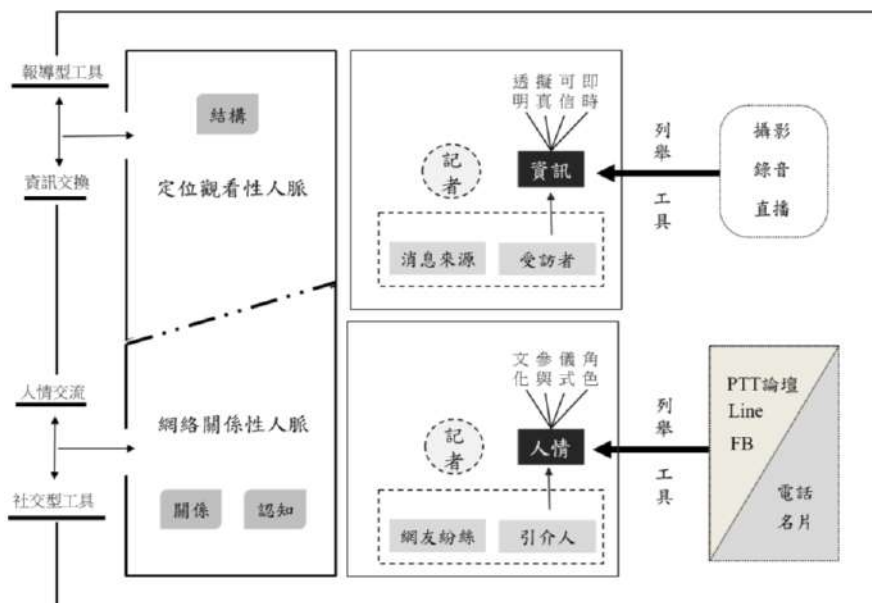 報導型工具
資訊交換
人情交流
社交型工具
結構
定位觀看性人脈
網絡關係性人脈
關係
認知
透明
擬真
可信
即時
記者
資訊
消息來源
受訪者
列舉
工具
攝影
錄音
直播
文化
參與
儀式
角色
記者
人情
網友紛絲
引介人
列舉
工具
PTT論壇
Line
FB
電話
名片